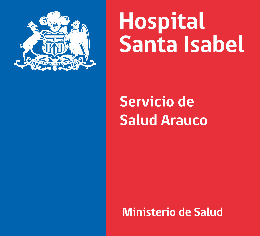 Hospital
Santa Isabel
Servicio de
Salud Arauco
Ministerio de Salud